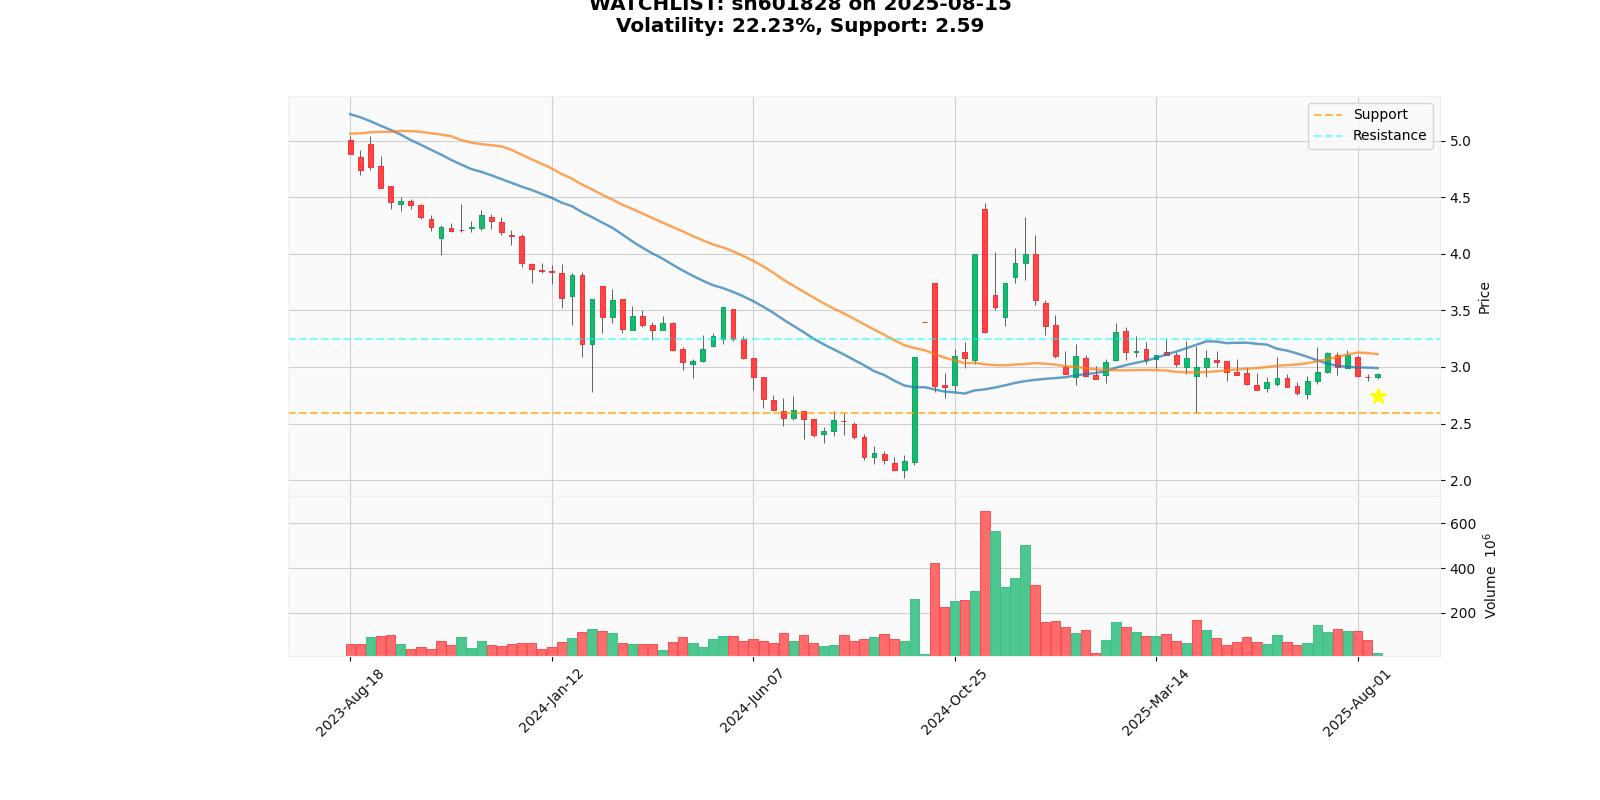 WATCHLIST: sh601828 on 2025-08-15
Volatility: 22.23%, Support: 2.59
Support
Resistance
5.0
4.5
4.0
3.5
3.0
2.5
2.0
Price
600
400
200
Volume 10⁶
2023-Aug-18
2024-Jan-12
2024-Jun-07
2024-Oct-25
2025-Mar-14
2025-Aug-01